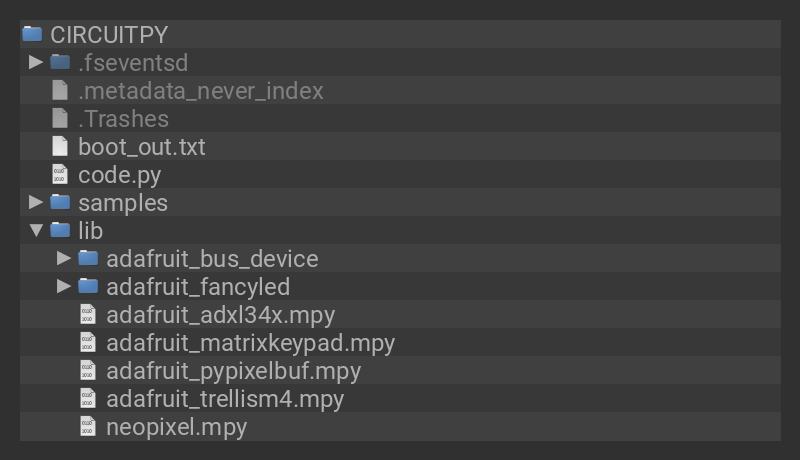 CIRCUITPY
.fseventsd
.metadata_never_index
.Trashes
boot_out.txt
code.py
samples
lib
adafruit_bus_device
adafruit_fancyled
adafruit_adxl34x.mpy
adafruit_matrixkeypad.mpy
adafruit_pypixelbuf.mpy
adafruit_trellism4.mpy
neopixel.mpy